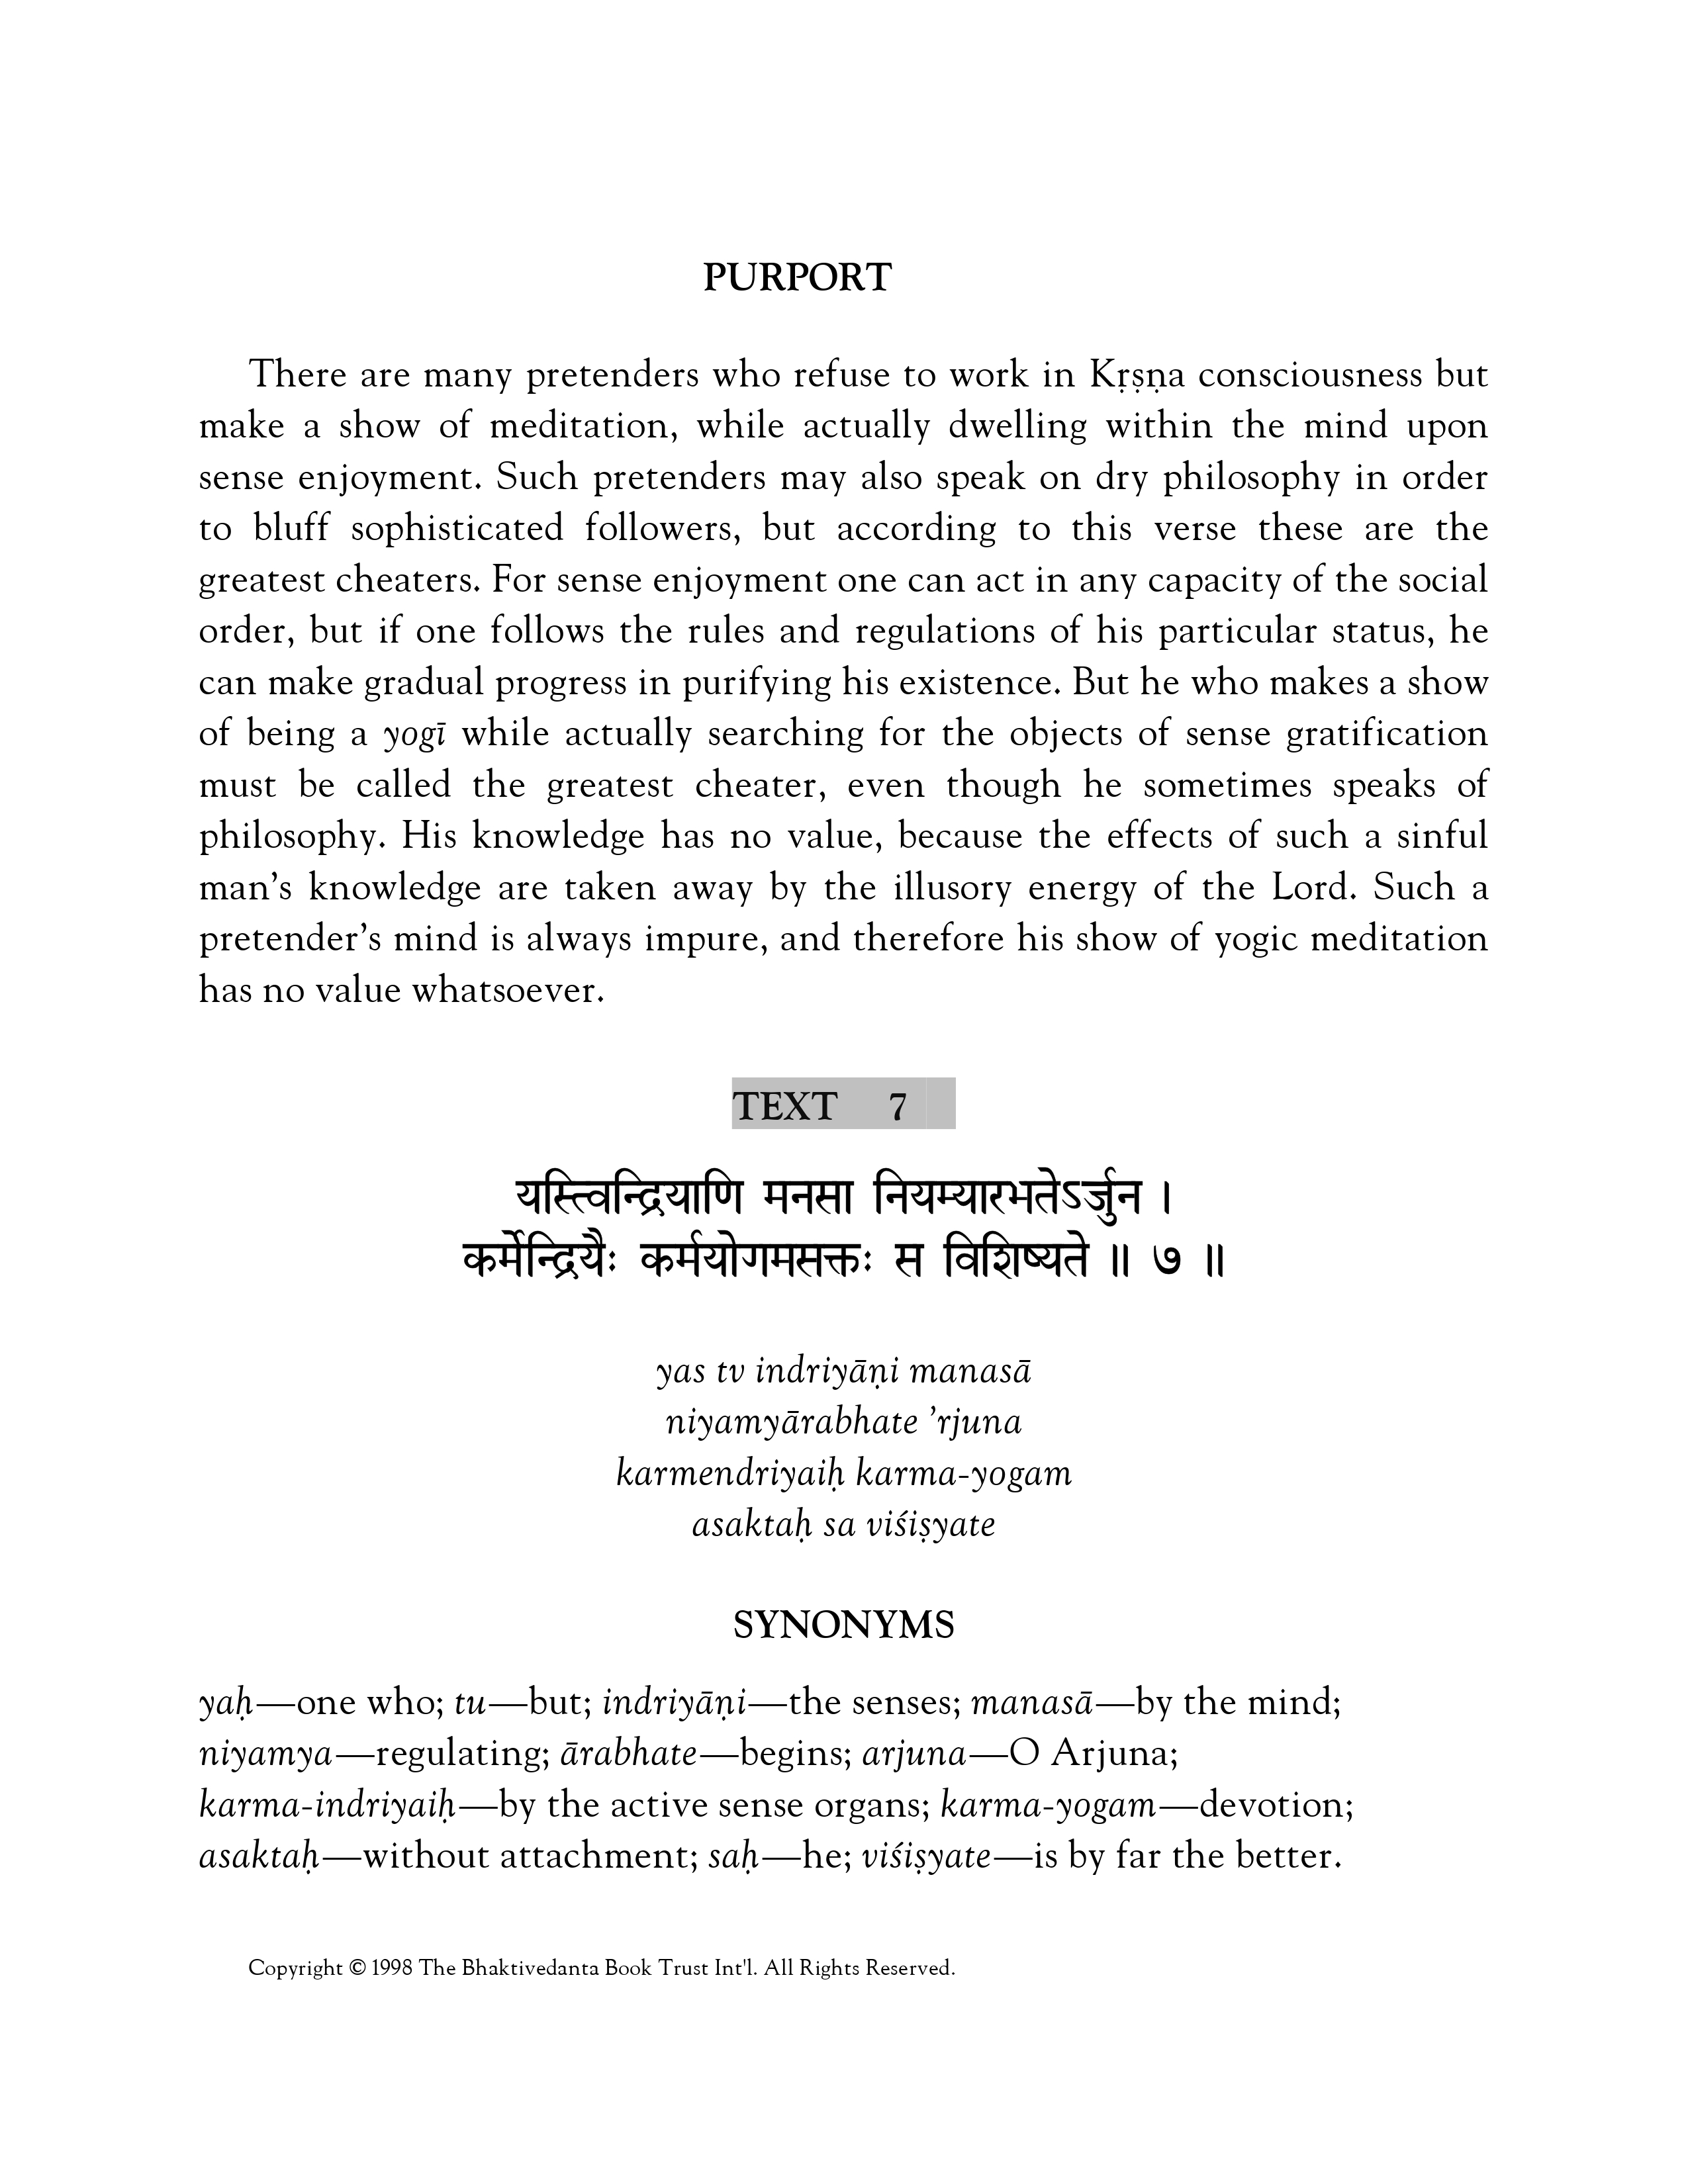 PURPORT
There are many pretenders who refuse to work in Kṛṣṇa consciousness but
make a show of meditation, while actually dwelling within the mind upon
sense enjoyment. Such pretenders may also speak on dry philosophy in order
to bluff sophisticated followers, but according to this verse these are the
greatest cheaters. For sense enjoyment one can act in any capacity of the social
order, but if one follows the rules and regulations of his particular status, he
can make gradual progress in purifying his existence. But he who makes a show
of being a yogī while actually searching for the objects of sense gratification
must be called the greatest cheater, even though he sometimes speaks of
philosophy. His knowledge has no value, because the effects of such a sinful
man’s knowledge are taken away by the illusory energy of the Lord. Such a
pretender’s mind is always impure, and therefore his show of yogic meditation
has no value whatsoever.
TEXT 7
यस्त्विन्द्रियाणि मनसा नियम्यारभतेऽर्जुन ।
कर्मेन्द्रियैः कर्मयोगमसक्तः स विशिष्यते ॥ ७ ॥
yas tv indriyāṇi manasā
niyamyārabhate ’rjuna
karmendriyaiḥ karma-yogam
asaktaḥ sa viśiṣyate
SYNONYMS
yaḥ—one who; tu—but; indriyāṇi—the senses; manasā—by the mind;
niyamya—regulating; ārabhate—begins; arjuna—O Arjuna;
karma-indriyaiḥ—by the active sense organs; karma-yogam—devotion;
asaktaḥ—without attachment; saḥ—he; viśiṣyate—is by far the better.
Copyright © 1998 The Bhaktivedanta Book Trust Int'l. All Rights Reserved.